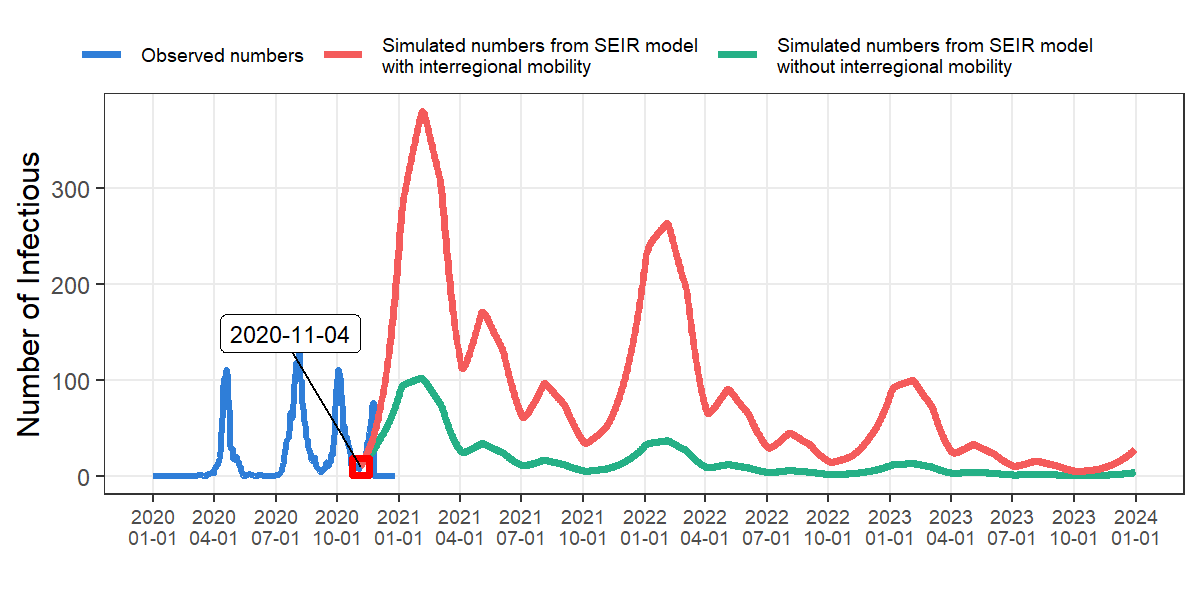 Observed numbers
Simulated numbers from SEIR model
with interregional mobility
Simulated numbers from SEIR model
without interregional mobility
Number of Infectious
300
200
100
0
2020-11-04
2020 2020 2020 2020 2021 2021 2021 2021 2022 2022 2022 2022 2023 2023 2023 2023 2024
01-01 04-01 07-01 10-01 01-01 04-01 07-01 10-01 01-01 04-01 07-01 10-01 01-01 04-01 07-01 10-01 01-01